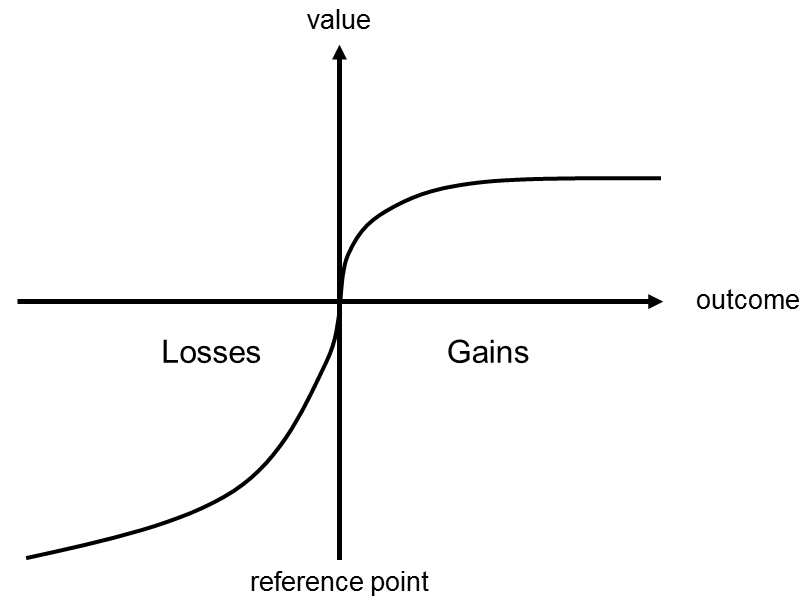 value
outcome
Losses
Gains
reference point